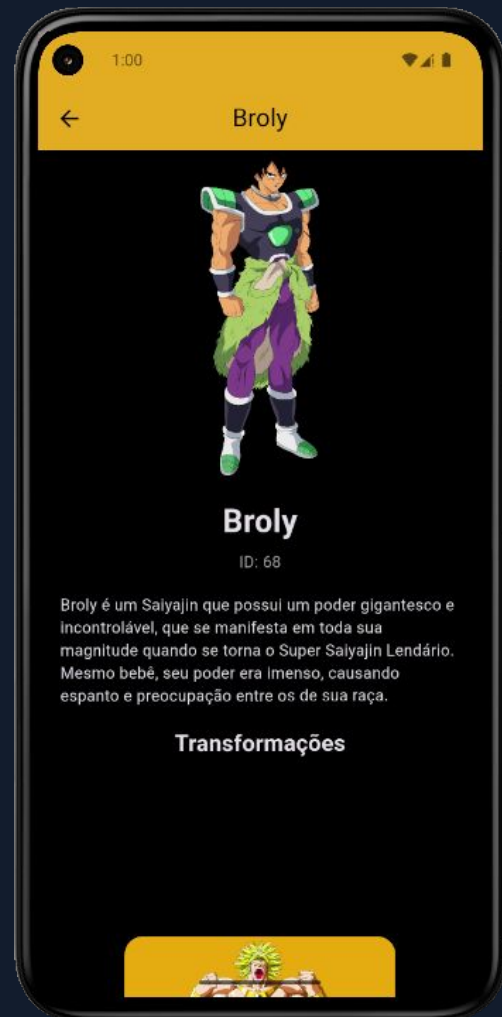 1:00
Broly
Broly
ID: 68
Broly é um Saiyajin que possui um poder gigantesco e
incontrolável, que se manifesta em toda sua
magnitude quando se torna o Super Saiyajin Lendário.
Mesmo bebê, seu poder era imenso, causando
espanto e preocupação entre os de sua raça.
Transformações